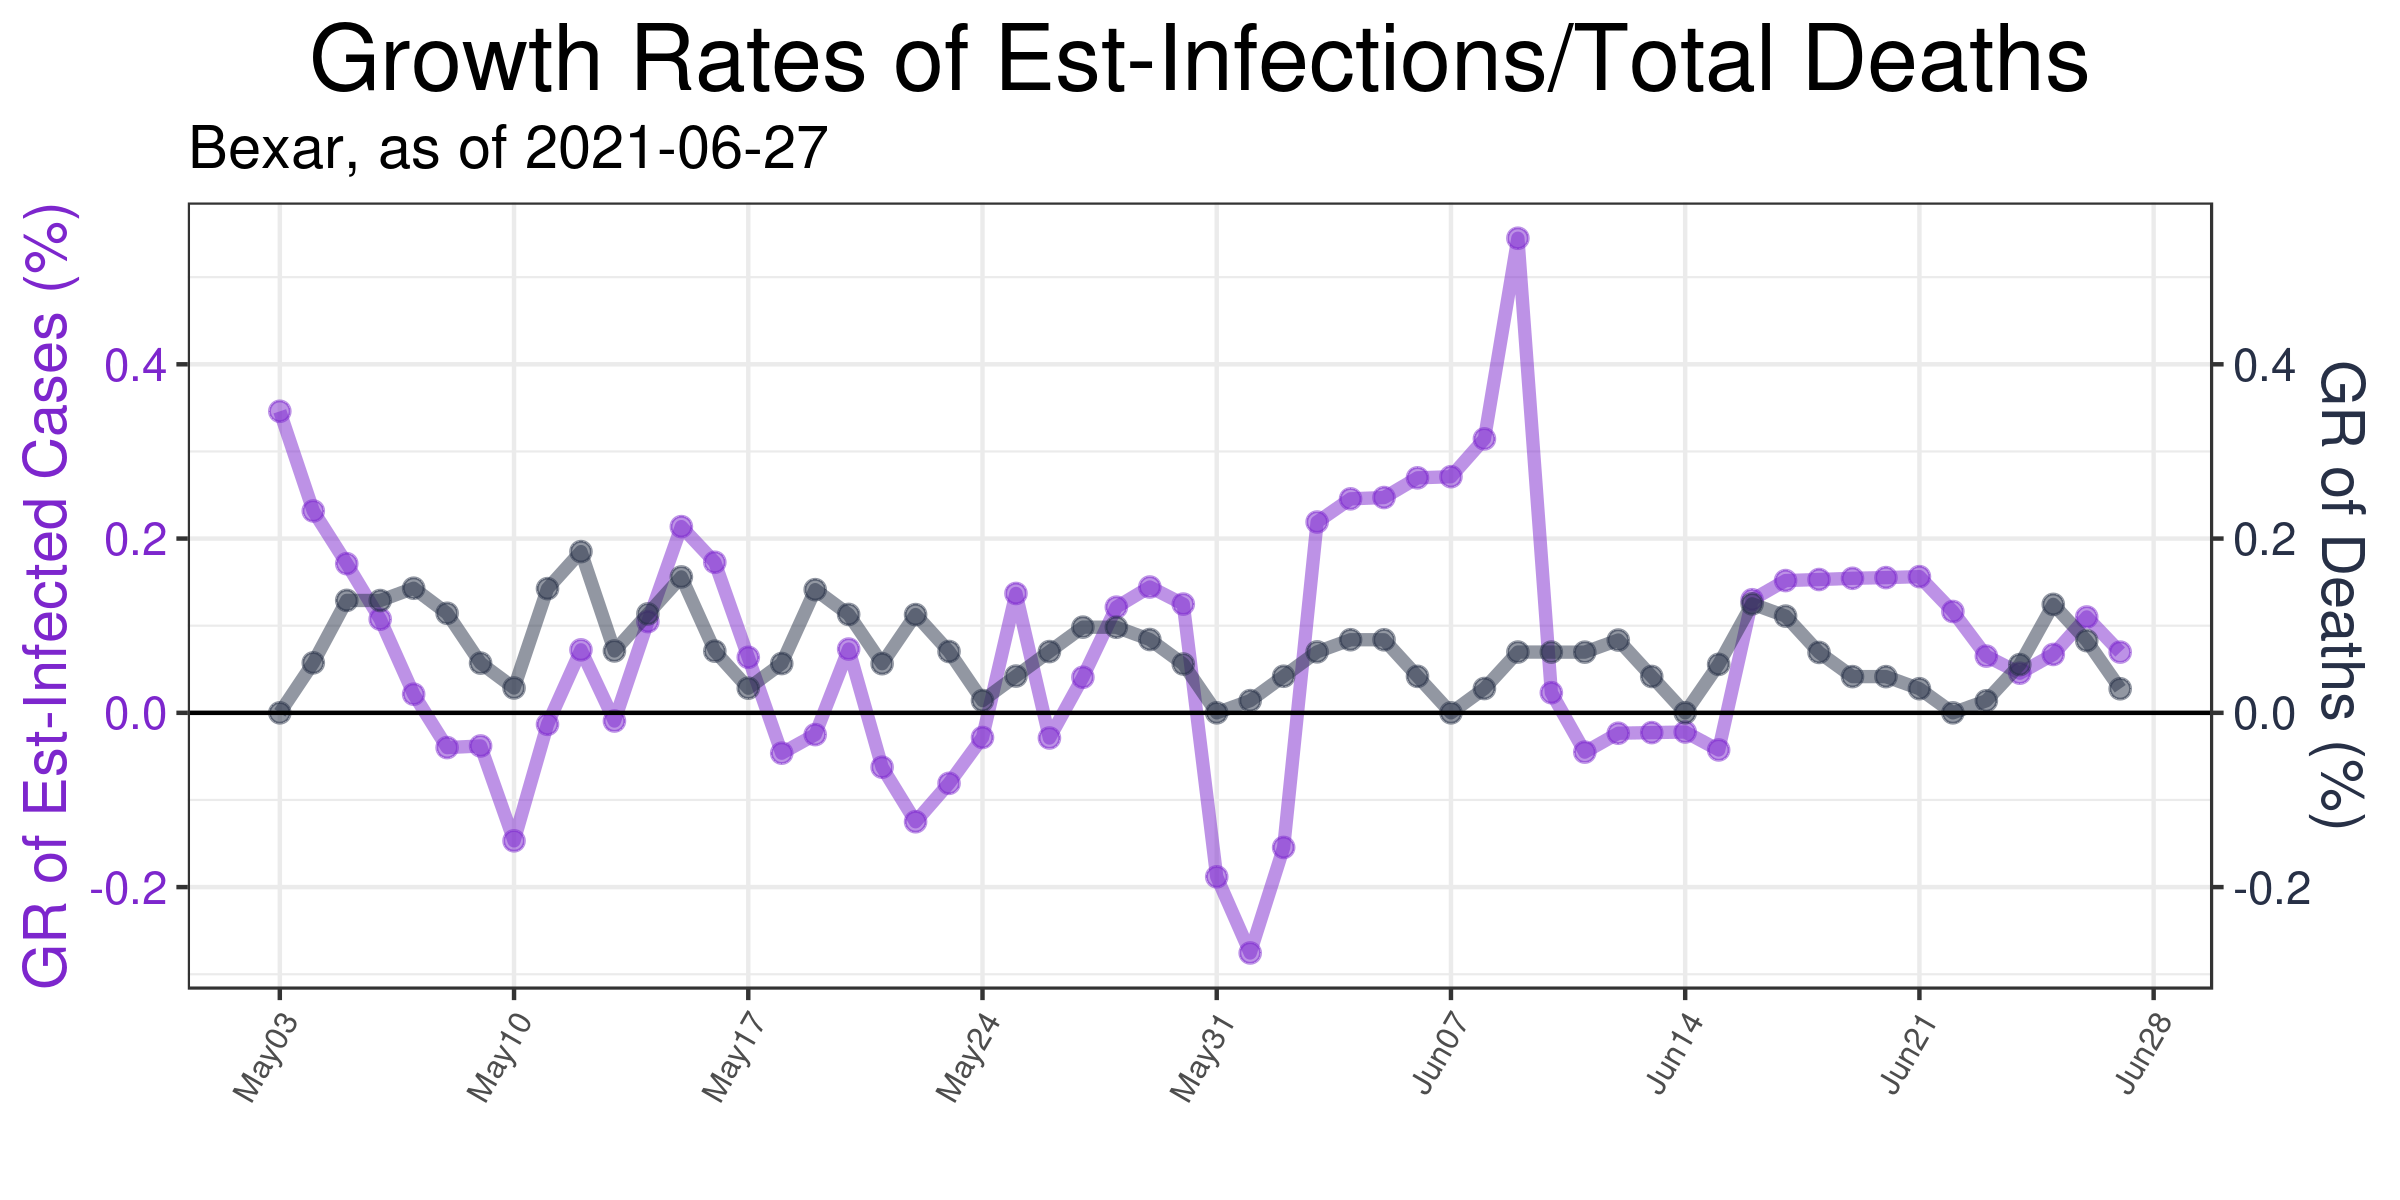 Growth Rates of Est-Infections/Total Deaths
Bexar, as of 2021-06-27
GR of Est-Infected Cases (%)
0.4
0.2
0.0
-0.2
0.4
0.2
0.0
-0.2
GR of Deaths (%)
May03
May10
May17
May24
May31
Jun07
Jun14
Jun21
Jun28